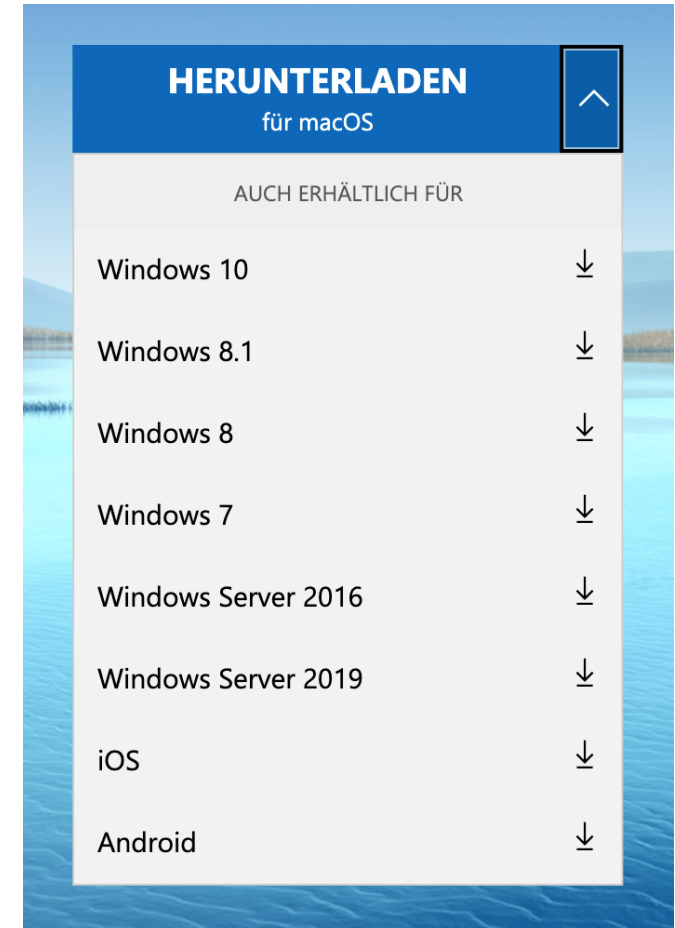 HERUNTERLADEN
für macOS
AUCH ERHÄLTLICH FÜR
Windows 10
Windows 8.1
Windows 8
Windows 7
Windows Server 2016
Windows Server 2019
iOS
Android